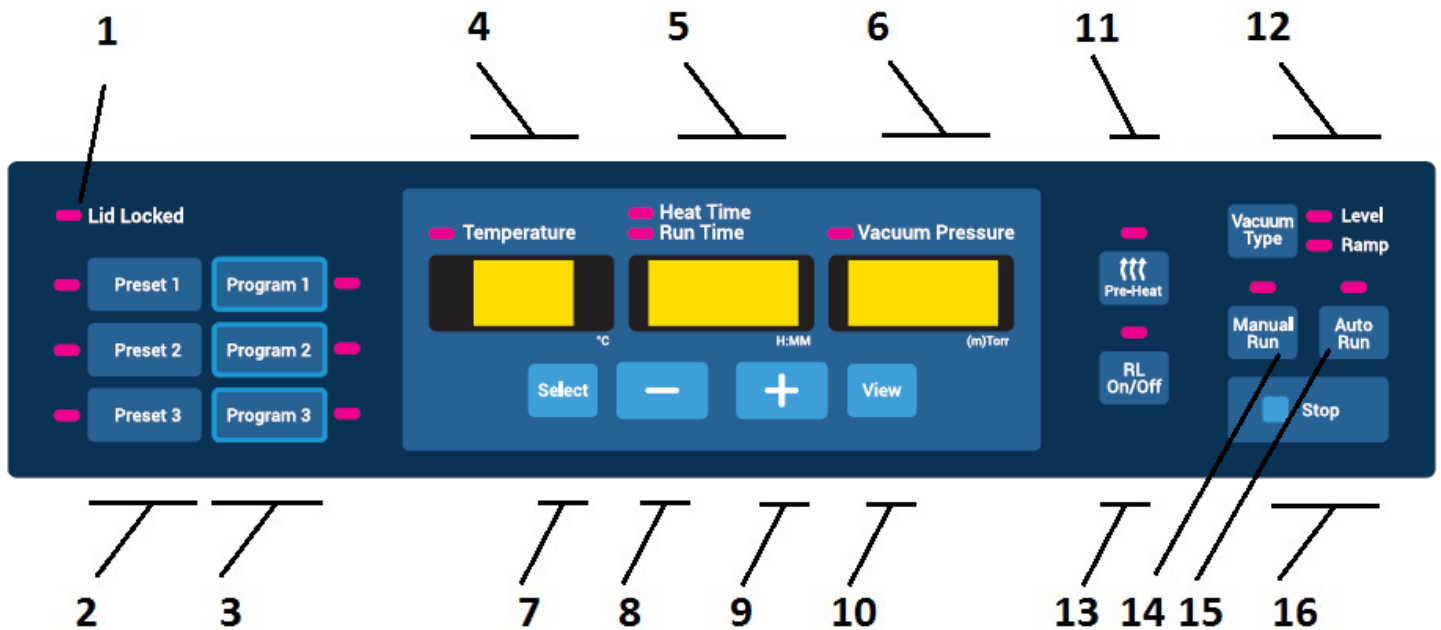 1 4 5 6 11 12
Lid Locked
Preset 1 Program 1
Preset 2 Program 2
Preset 3 Program 3
Temperature
Heat Time
Run Time
Vacuum Pressure
°C H:MM (m)Torr
Select − + View
Pre-Heat
RL
On/Off
Vacuum
Type
Level
Ramp
Manual
Run
Auto
Run
Stop
2 3 7 8 9 10 13 14 15 16